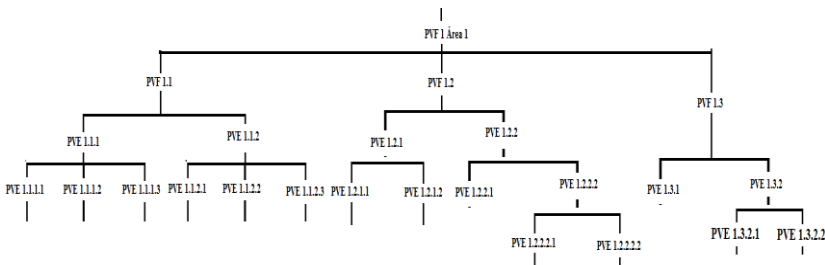 PVF 1 Área 1
PVF 1.1
PVF 1.2
PVF 1.3
PVE 1.1.1
PVE 1.1.2
PVE 1.2.1
PVE 1.2.2
PVE 1.1.1.1
PVE 1.1.1.2
PVE 1.1.1.3
PVE 1.1.2.1
PVE 1.1.2.2
PVE 1.1.2.3
PVE 1.2.1.1
PVE 1.2.1.2
PVE 1.2.2.1
PVE 1.2.2.2
PVE 1.3.1
PVE 1.3.2
PVE 1.2.2.2.1
PVE 1.2.2.2.2
PVE 1.3.2.1
PVE 1.3.2.2